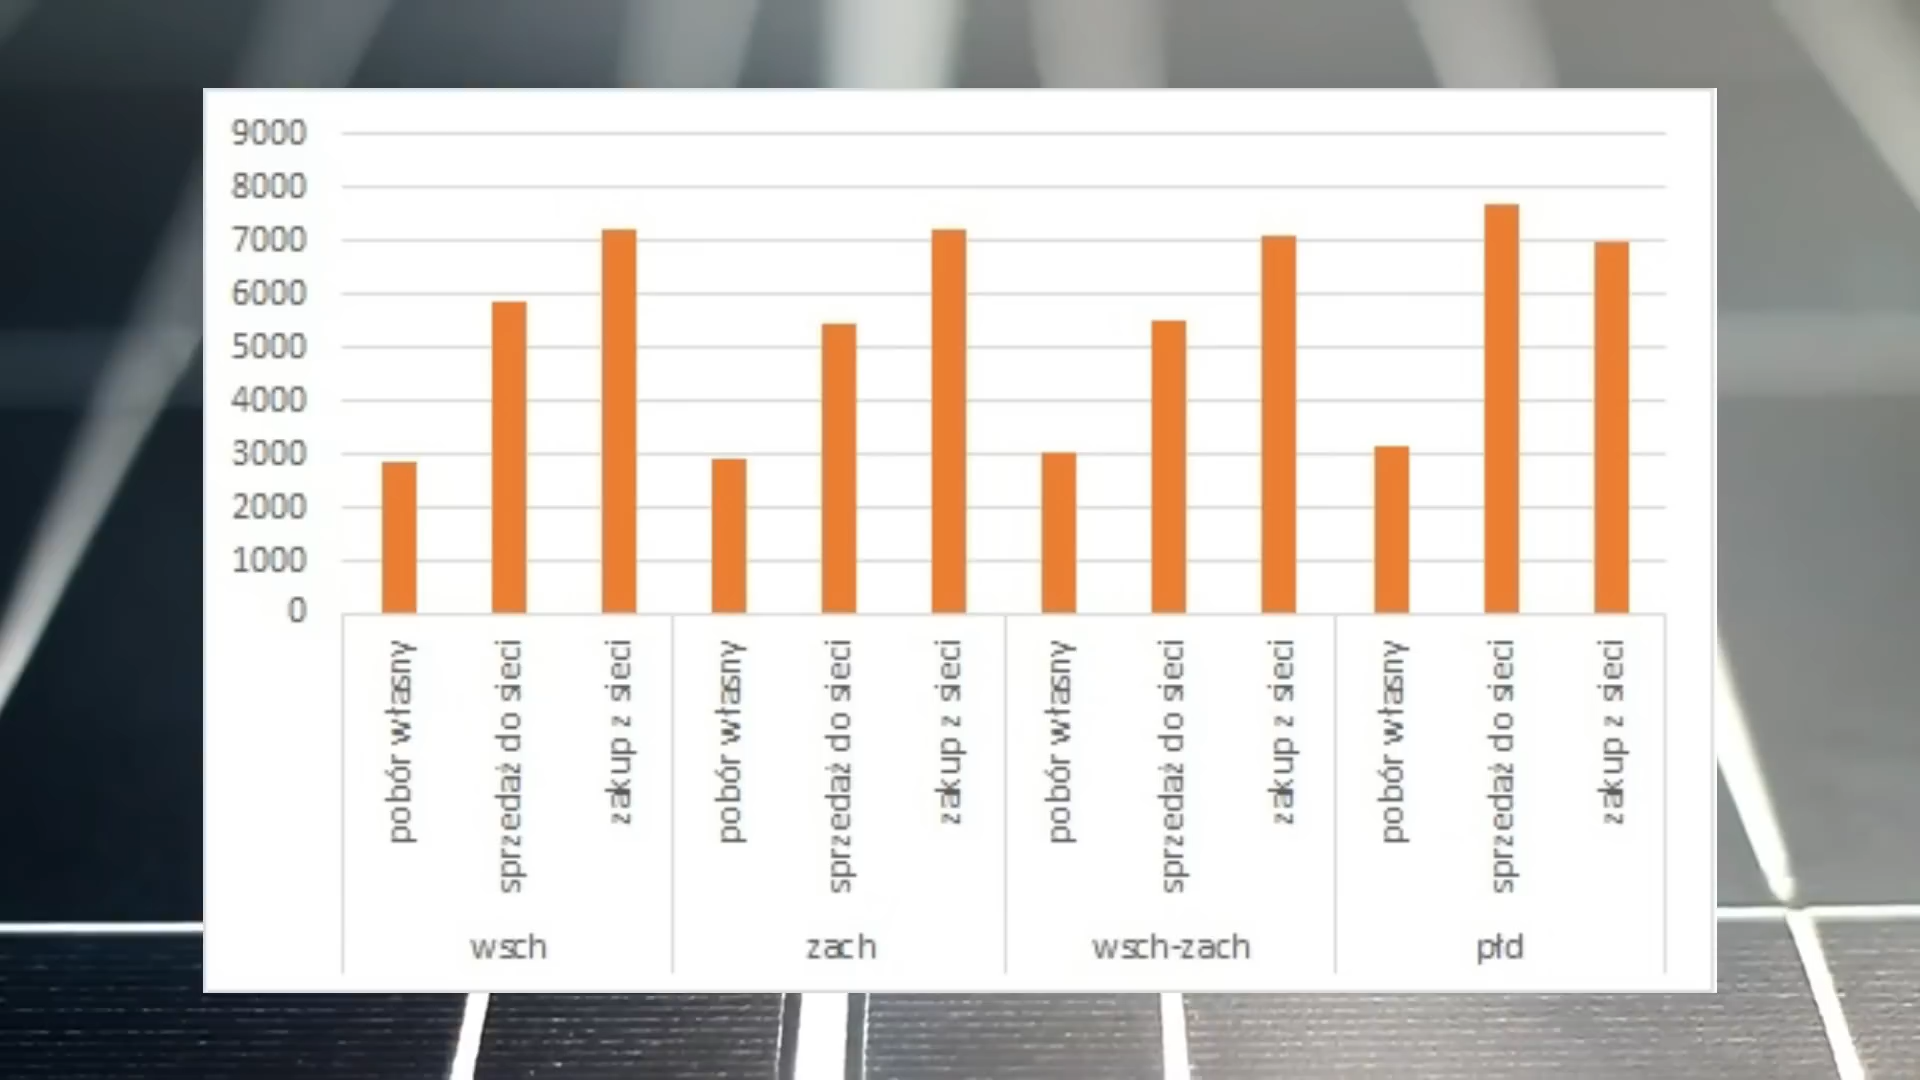 9000
8000
7000
6000
5000
4000
3000
2000
1000
0
pobór własny
sprzedaż do sieci
zakup z sieci
pobór własny
sprzedaż do sieci
zakup z sieci
pobór własny
sprzedaż do sieci
zakup z sieci
pobór własny
sprzedaż do sieci
zakup z sieci
wsch
zach
wsch-zach
płd